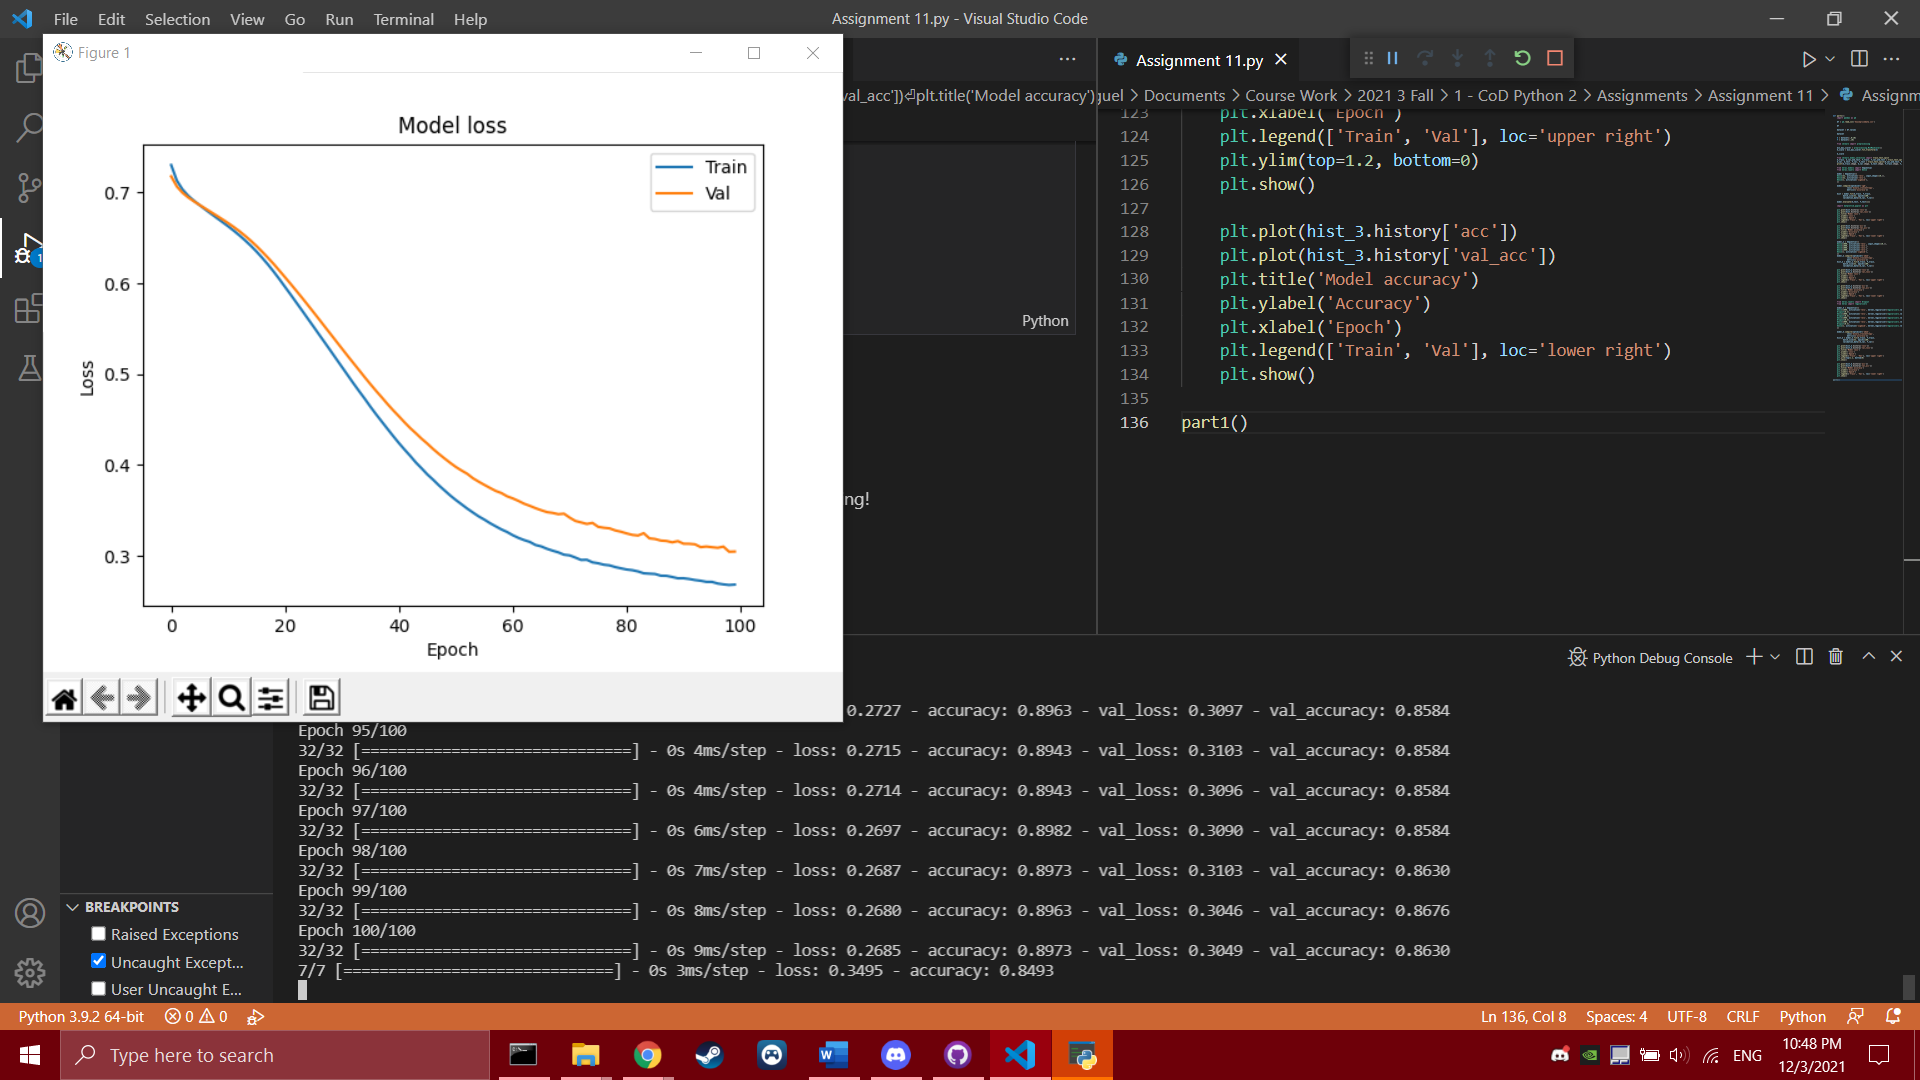 File Edit Selection View Go Run Terminal Help
Assignment 11.py - Visual Studio Code
Figure 1
Model loss
Train
Val
0.7
0.6
0.5
0.4
0.3
Loss
0 20 40 60 80 100
Epoch
val_acc'])⏎plt.title('Model accuracy')
Python
ng!
Assignment 11.py
guel > Documents > Course Work > 2021 3 Fall > 1 - CoD Python 2 > Assignments > Assignment 11 > Assignm
123 plt.xlabel('Epoch')
124 plt.legend(['Train', 'Val'], loc='upper right')
125 plt.ylim(top=1.2, bottom=0)
126 plt.show()
127
128 plt.plot(hist_3.history['acc'])
129 plt.plot(hist_3.history['val_acc'])
130 plt.title('Model accuracy')
131 plt.ylabel('Accuracy')
132 plt.xlabel('Epoch')
133 plt.legend(['Train', 'Val'], loc='lower right')
134 plt.show()
135
136 part1()
Python Debug Console
0.2727 - accuracy: 0.8963 - val_loss: 0.3097 - val_accuracy: 0.8584
Epoch 95/100
32/32 [==============================] - 0s 4ms/step - loss: 0.2715 - accuracy: 0.8943 - val_loss: 0.3103 - val_accuracy: 0.8584
Epoch 96/100
32/32 [==============================] - 0s 4ms/step - loss: 0.2714 - accuracy: 0.8943 - val_loss: 0.3096 - val_accuracy: 0.8584
Epoch 97/100
32/32 [==============================] - 0s 6ms/step - loss: 0.2697 - accuracy: 0.8982 - val_loss: 0.3090 - val_accuracy: 0.8584
Epoch 98/100
32/32 [==============================] - 0s 7ms/step - loss: 0.2687 - accuracy: 0.8973 - val_loss: 0.3103 - val_accuracy: 0.8630
Epoch 99/100
32/32 [==============================] - 0s 8ms/step - loss: 0.2680 - accuracy: 0.8963 - val_loss: 0.3046 - val_accuracy: 0.8676
Epoch 100/100
32/32 [==============================] - 0s 9ms/step - loss: 0.2685 - accuracy: 0.8973 - val_loss: 0.3049 - val_accuracy: 0.8630
7/7 [==============================] - 0s 3ms/step - loss: 0.3495 - accuracy: 0.8493
1
BREAKPOINTS
Raised Exceptions
Uncaught Except...
User Uncaught E...
Python 3.9.2 64-bit 0 0
Ln 136, Col 8 Spaces: 4 UTF-8 CRLF Python
Type here to search
ENG
10:48 PM
12/3/2021